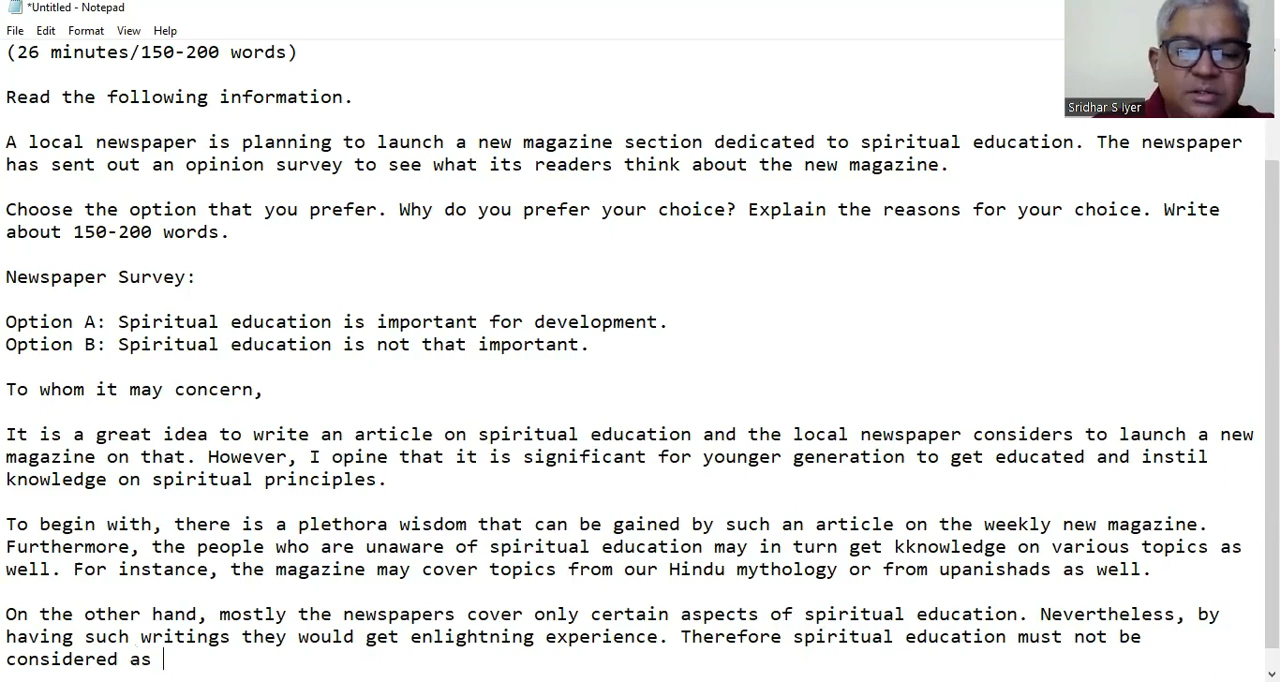 *Untitled - Notepad
File Edit Format View Help
(26 minutes/150-200 words)
Read the following information.
A local newspaper is planning to launch a new magazine section dedicated to spiritual education. The newspaper
has sent out an opinion survey to see what its readers think about the new magazine.
Choose the option that you prefer. Why do you prefer your choice? Explain the reasons for your choice. Write
about 150-200 words.
Newspaper Survey:
Option A: Spiritual education is important for development.
Option B: Spiritual education is not that important.
To whom it may concern,
It is a great idea to write an article on spiritual education and the local newspaper considers to launch a new
magazine on that. However, I opine that it is significant for younger generation to get educated and instil
knowledge on spiritual principles.
To begin with, there is a plethora wisdom that can be gained by such an article on the weekly new magazine.
Furthermore, the people who are unaware of spiritual education may in turn get kknowledge on various topics as
well. For instance, the magazine may cover topics from our Hindu mythology or from upanishads as well.
On the other hand, mostly the newspapers cover only certain aspects of spiritual education. Nevertheless, by
having such writings they would get enlightning experience. Therefore spiritual education must not be
considered as
Sridhar S Iyer